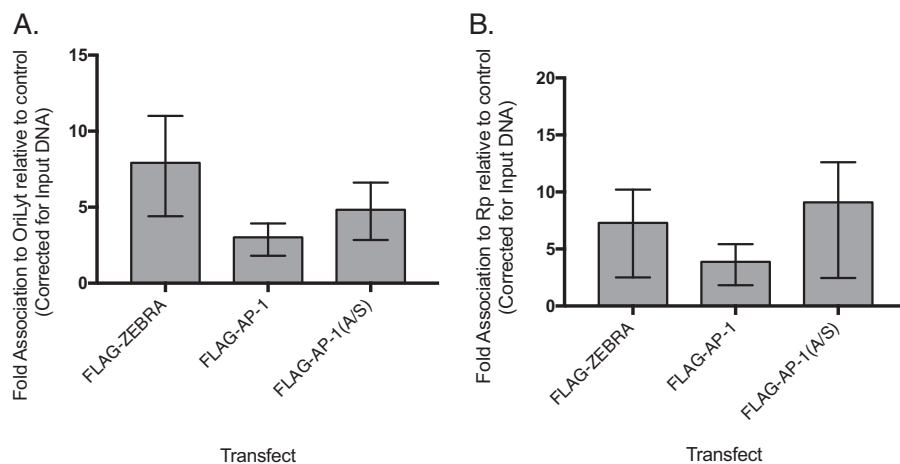 A.
Fold Association to OriLyt relative to control
(Corrected for Input DNA)
15
10
5
0
FLAG-ZEBRA
FLAG-AP-1
FLAG-AP-1(A/S)
Transfect
B.
Fold Association to Rp relative to control
(Corrected for Input DNA)
20
15
10
5
0
FLAG-ZEBRA
FLAG-AP-1
FLAG-AP-1(A/S)
Transfect